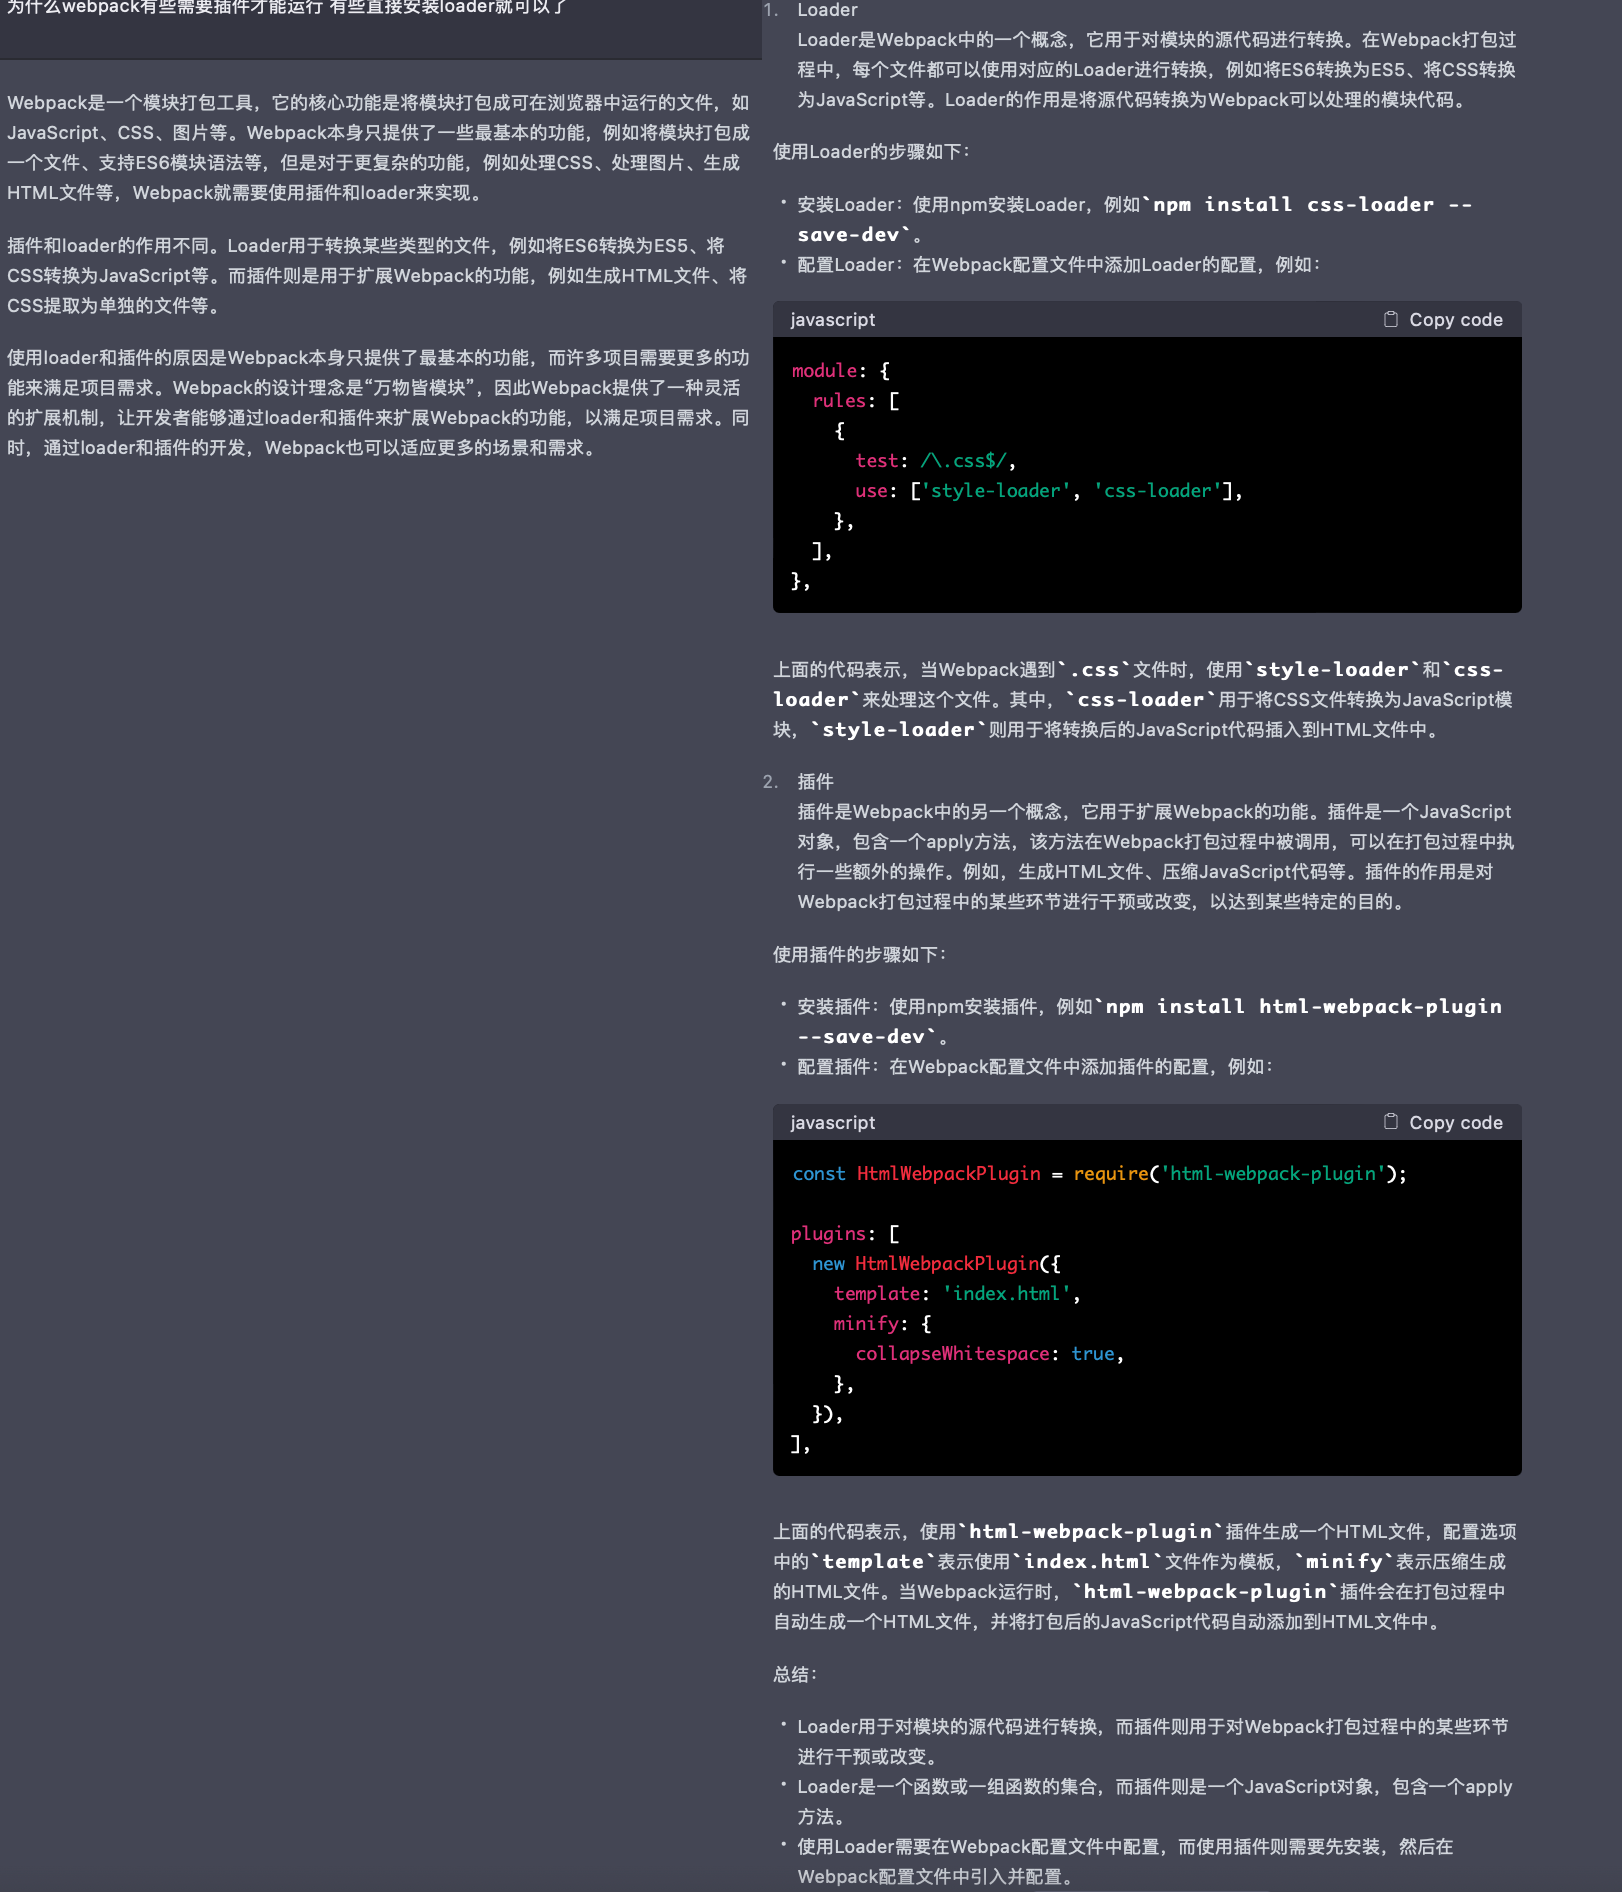 为什么webpack有些需要插件才能运行 有些直接安装loader就可以了
Webpack是一个模块打包工具，它的核心功能是将模块打包成可在浏览器中运行的文件，如
JavaScript、CSS、图片等。Webpack本身只提供了一些最基本的功能，例如将模块打包成
一个文件、支持ES6模块语法等，但是对于更复杂的功能，例如处理CSS、处理图片、生成
HTML文件等，Webpack就需要使用插件和loader来实现。
插件和loader的作用不同。Loader用于转换某些类型的文件，例如将ES6转换为ES5、将
CSS转换为JavaScript等。而插件则是用于扩展Webpack的功能，例如生成HTML文件、将
CSS提取为单独的文件等。
使用loader和插件的原因是Webpack本身只提供了最基本的功能，而许多项目需要更多的功
能来满足项目需求。Webpack的设计理念是“万物皆模块”，因此Webpack提供了一种灵活
的扩展机制，让开发者能够通过loader和插件来扩展Webpack的功能，以满足项目需求。同
时，通过loader和插件的开发，Webpack也可以适应更多的场景和需求。
1. Loader
Loader是Webpack中的一个概念，它用于对模块的源代码进行转换。在Webpack打包过
程中，每个文件都可以使用对应的Loader进行转换，例如将ES6转换为ES5、将CSS转换
为JavaScript等。Loader的作用是将源代码转换为Webpack可以处理的模块代码。
使用Loader的步骤如下：
• 安装Loader：使用npm安装Loader，例如`npm install css-loader --
save-dev`。
• 配置Loader：在Webpack配置文件中添加Loader的配置，例如：
javascript Copy code
module: {
rules: [
{
test: /\.css$/,
use: ['style-loader', 'css-loader'],
},
],
},
上面的代码表示，当Webpack遇到`.css`文件时，使用`style-loader`和`css-
loader`来处理这个文件。其中，`css-loader`用于将CSS文件转换为JavaScript模
块，`style-loader`则用于将转换后的JavaScript代码插入到HTML文件中。
2. 插件
插件是Webpack中的另一个概念，它用于扩展Webpack的功能。插件是一个JavaScript
对象，包含一个apply方法，该方法在Webpack打包过程中被调用，可以在打包过程中执
行一些额外的操作。例如，生成HTML文件、压缩JavaScript代码等。插件的作用是对
Webpack打包过程中的某些环节进行干预或改变，以达到某些特定的目的。
使用插件的步骤如下：
• 安装插件：使用npm安装插件，例如`npm install html-webpack-plugin
--save-dev`。
• 配置插件：在Webpack配置文件中添加插件的配置，例如：
javascript Copy code
const HtmlWebpackPlugin = require('html-webpack-plugin');
plugins: [
new HtmlWebpackPlugin({
template: 'index.html',
minify: {
collapseWhitespace: true,
},
}),
],
上面的代码表示，使用`html-webpack-plugin`插件生成一个HTML文件，配置选项
中的`template`表示使用`index.html`文件作为模板，`minify`表示压缩生成
的HTML文件。当Webpack运行时，`html-webpack-plugin`插件会在打包过程中
自动生成一个HTML文件，并将打包后的JavaScript代码自动添加到HTML文件中。
总结：
• Loader用于对模块的源代码进行转换，而插件则用于对Webpack打包过程中的某些环节
进行干预或改变。
• Loader是一个函数或一组函数的集合，而插件则是一个JavaScript对象，包含一个apply
方法。
• 使用Loader需要在Webpack配置文件中配置，而使用插件则需要先安装，然后在
Webpack配置文件中引入并配置。